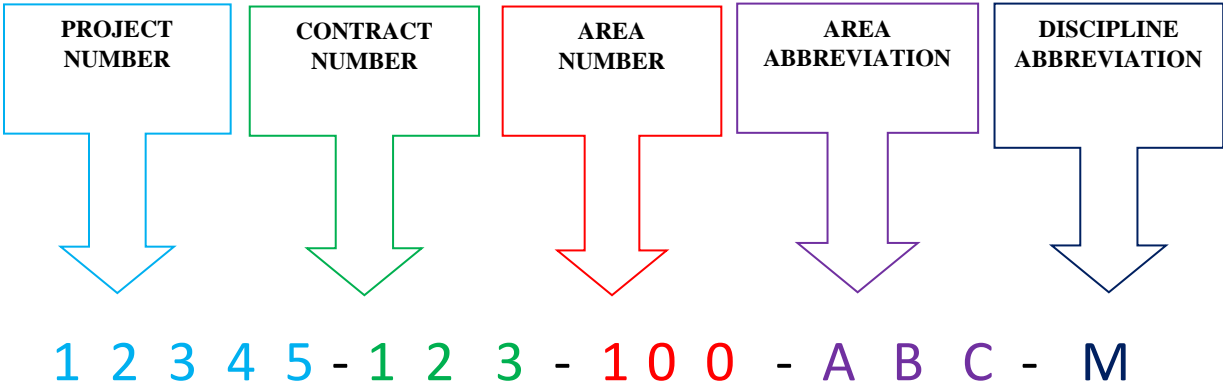 PROJECT
NUMBER
CONTRACT
NUMBER
AREA
NUMBER
AREA
ABBREVIATION
DISCIPLINE
ABBREVIATION
1 2 3 4 5 - 1 2 3 - 1 0 0 - A B C - M